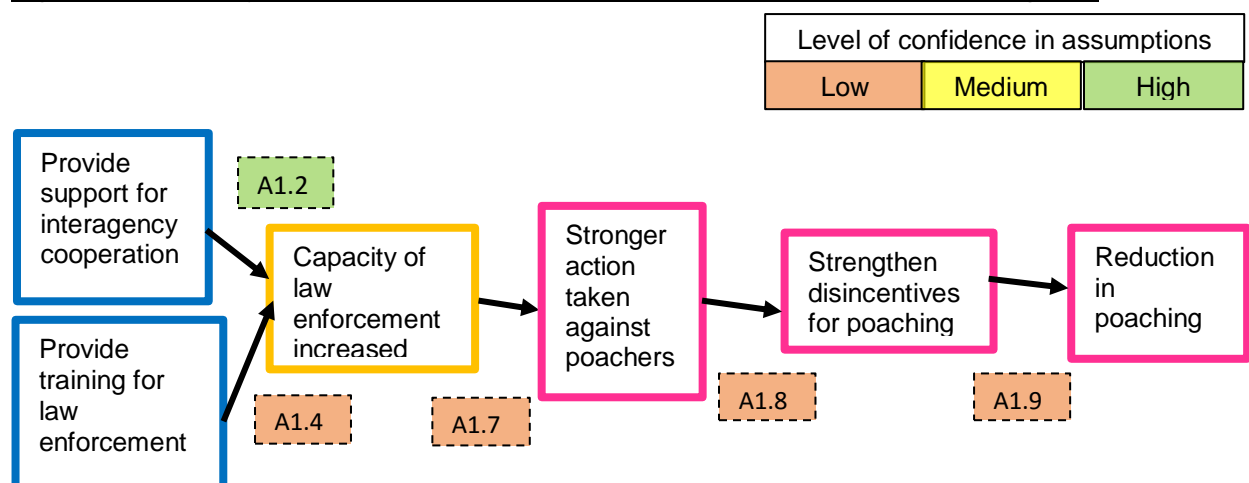 Level of confidence in assumptions
Low Medium High
Provide
support for
interagency
cooperation
A1.2
Capacity of
law
enforcement
increased
Stronger
action
taken
against
poachers
Strengthen
disincentives
for poaching
Reduction
in
poaching
Provide
training for
law
enforcement
A1.4
A1.7
A1.8
A1.9